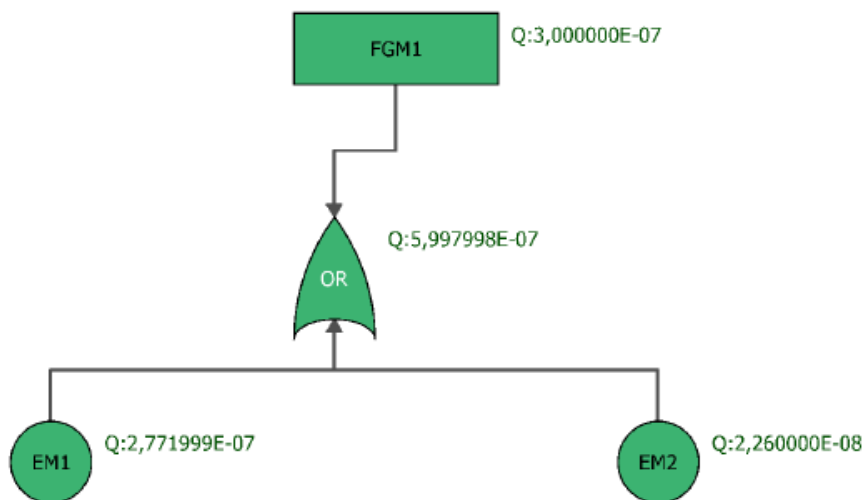 FGM1
Q:3,000000E-07
Q:5,997998E-07
OR
EM1
Q:2,771999E-07
EM2
Q:2,260000E-08